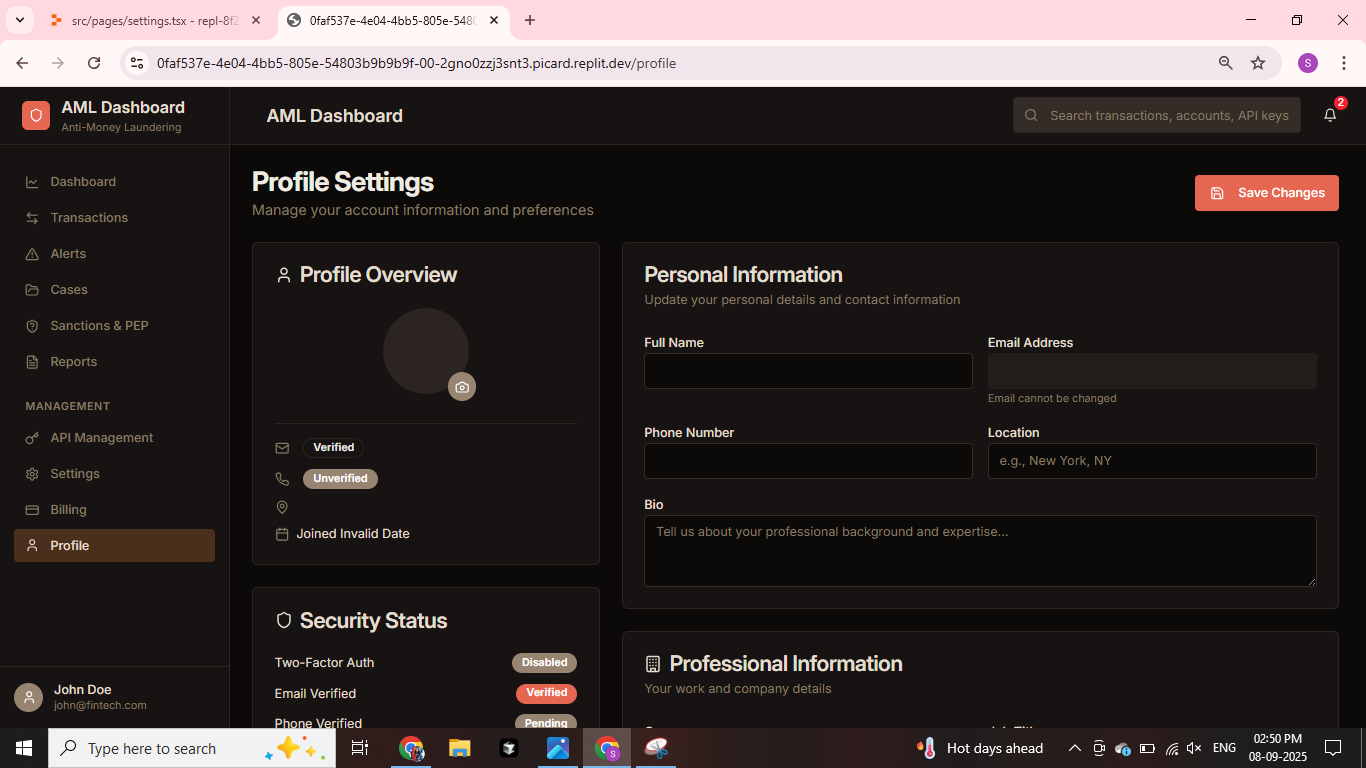 src/pages/settings.tsx - repl-8f2
0faf537e-4e04-4bb5-805e-5480
0faf537e-4e04-4bb5-805e-54803b9b9b9f-00-2gno0zzj3snt3.picard.replit.dev/profile
S
AML Dashboard
Anti-Money Laundering
AML Dashboard
Search transactions, accounts, API keys
2
Dashboard
Transactions
Alerts
Cases
Sanctions & PEP
Reports
MANAGEMENT
API Management
Settings
Billing
Profile
John Doe
john@fintech.com
Profile Settings
Manage your account information and preferences
Save Changes
Profile Overview
Verified
Unverified
Joined Invalid Date
Security Status
Two-Factor Auth
Disabled
Email Verified
Verified
Phone Verified
Pending
Personal Information
Update your personal details and contact information
Full Name
Email Address
Email cannot be changed
Phone Number
Location
e.g., New York, NY
Bio
Tell us about your professional background and expertise...
Professional Information
Your work and company details
Type here to search
Hot days ahead
ENG
02:50 PM
08-09-2025